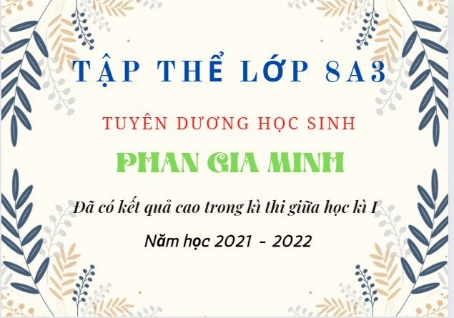 TẬP THỂ LỚP 8A3
TUYÊN DƯƠNG HỌC SINH
PHAN GIA MINH
Đã có kết quả cao trong kì thi giữa học kì I
Năm học 2021 - 2022